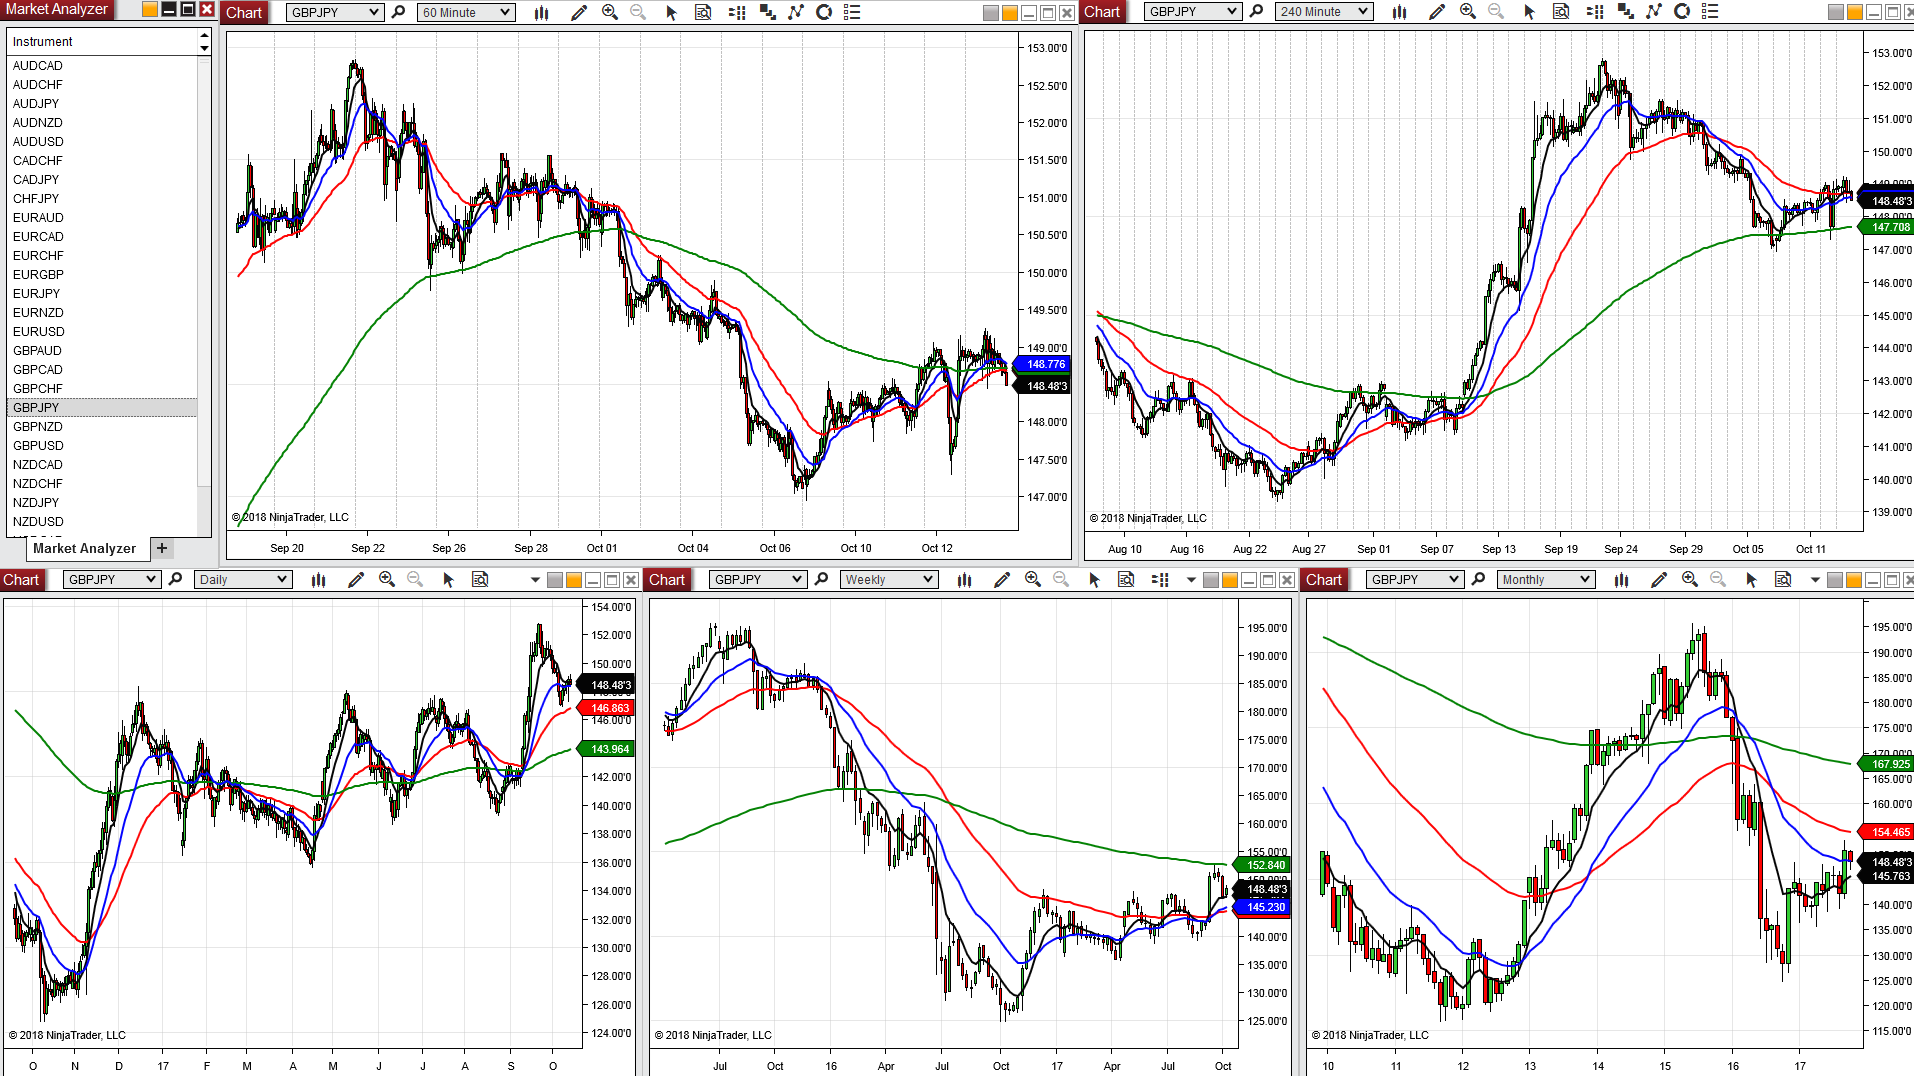 Market Analyzer
Instrument
AUDCAD
AUDCHF
AUDJPY
AUDNZD
AUDUSD
CADCHF
CADJPY
CHFJPY
EURAUD
EURCAD
EURCHF
EURGBP
EURJPY
EURNZD
EURUSD
GBPAUD
GBPCAD
GBPCHF
GBPJPY
GBPNZD
GBPUSD
NZDCAD
NZDCHF
NZDJPY
NZDUSD
Market Analyzer +
Chart GBPJPY 60 Minute
153.00'0
152.50'0
152.00'0
151.50'0
151.00'0
150.50'0
150.00'0
149.50'0
149.00'0
148.776
148.48'3
148.00'0
147.50'0
147.00'0
© 2018 NinjaTrader, LLC
Sep 20 Sep 22 Sep 26 Sep 28 Oct 01 Oct 04 Oct 06 Oct 10 Oct 12
Chart GBPJPY 240 Minute
153.00'0
152.00'0
151.00'0
150.00'0
148.48'3
147.708
147.00'0
146.00'0
145.00'0
144.00'0
143.00'0
142.00'0
141.00'0
140.00'0
139.00'0
© 2018 NinjaTrader, LLC
Aug 10 Aug 16 Aug 22 Aug 27 Sep 01 Sep 07 Sep 13 Sep 19 Sep 24 Sep 29 Oct 05 Oct 11
Chart GBPJPY Daily
154.00'0
152.00'0
150.00'0
148.48'3
146.863
146.00'0
143.964
142.00'0
140.00'0
138.00'0
136.00'0
134.00'0
132.00'0
130.00'0
128.00'0
126.00'0
124.00'0
© 2018 NinjaTrader, LLC
O N D 17 F M A M J J A S O
Chart GBPJPY Weekly
195.00'0
190.00'0
185.00'0
180.00'0
175.00'0
170.00'0
165.00'0
160.00'0
155.00'0
152.840
148.48'3
145.230
140.00'0
135.00'0
130.00'0
125.00'0
© 2018 NinjaTrader, LLC
Jul Oct 16 Apr Jul Oct 17 Apr Jul Oct
Chart GBPJPY Monthly
195.00'0
190.00'0
185.00'0
180.00'0
175.00'0
167.925
165.00'0
160.00'0
154.465
148.48'3
145.763
140.00'0
135.00'0
130.00'0
125.00'0
120.00'0
115.00'0
© 2018 NinjaTrader, LLC
10 11 12 13 14 15 16 17